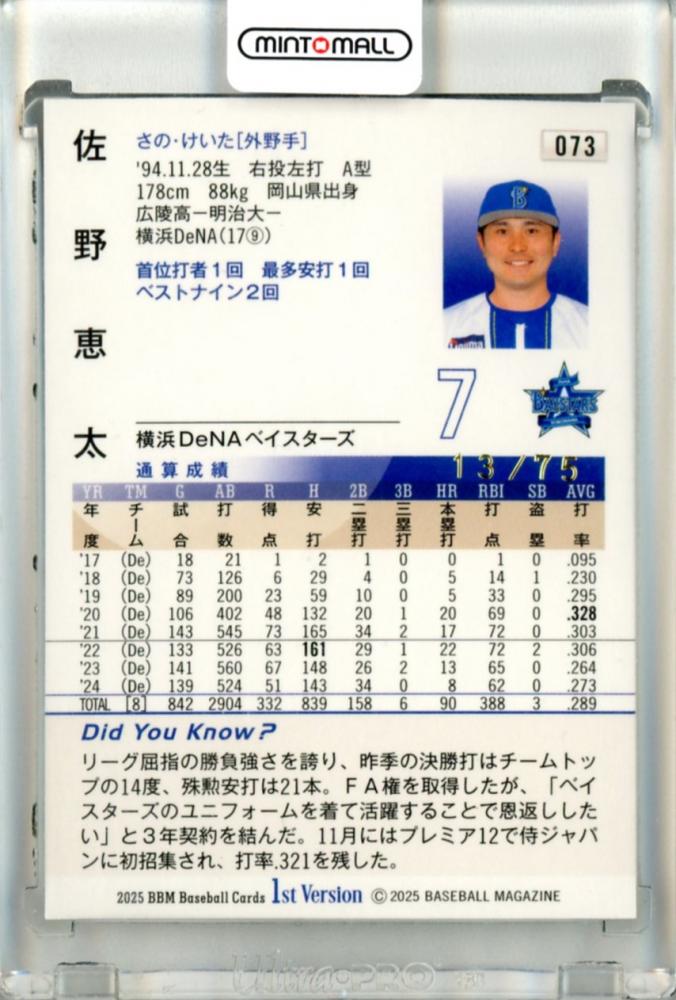 MINTOMALL
佐野恵太
さの・けいた[外野手]
073
'94.11.28生 右投左打 A型
178cm 88kg 岡山県出身
広陵高ー明治大ー
横浜DeNA(17⑨)
首位打者1回 最多安打1回
ベストナイン2回
B
7
BAYSTARS
横浜DeNAベイスターズ
通算成績
13/75
YR TM G AB R H 2B 3B HR RBI SB AVG
年度 チーム 試合 打数 得点 安打 二塁打 三塁打 本塁打 打点 盗塁 打率
'17 (De) 18 21 1 2 1 0 0 1 0 .095
'18 (De) 73 126 6 29 4 0 5 14 1 .230
'19 (De) 89 200 23 59 10 0 5 33 0 .295
'20 (De) 106 402 48 132 20 1 20 69 0 .328
'21 (De) 143 545 73 165 34 2 17 72 0 .303
'22 (De) 133 526 63 161 29 1 22 72 2 .306
'23 (De) 141 560 67 148 26 2 13 65 0 .264
'24 (De) 139 524 51 143 34 0 8 62 0 .273
TOTAL [8] 842 2904 332 839 158 6 90 388 3 .289
Did You Know?
リーグ屈指の勝負強さを誇り、昨季の決勝打はチームトッ
プの14度、殊勲安打は21本。FA権を取得したが、「ベイ
スターズのユニフォームを着て活躍することで恩返しした
い」と3年契約を結んだ。11月にはプレミア12で侍ジャパ
ンに初招集され、打率.321を残した。
2025 BBM Baseball Cards 1st Version ©2025 BASEBALL MAGAZINE
Ultra・PRO